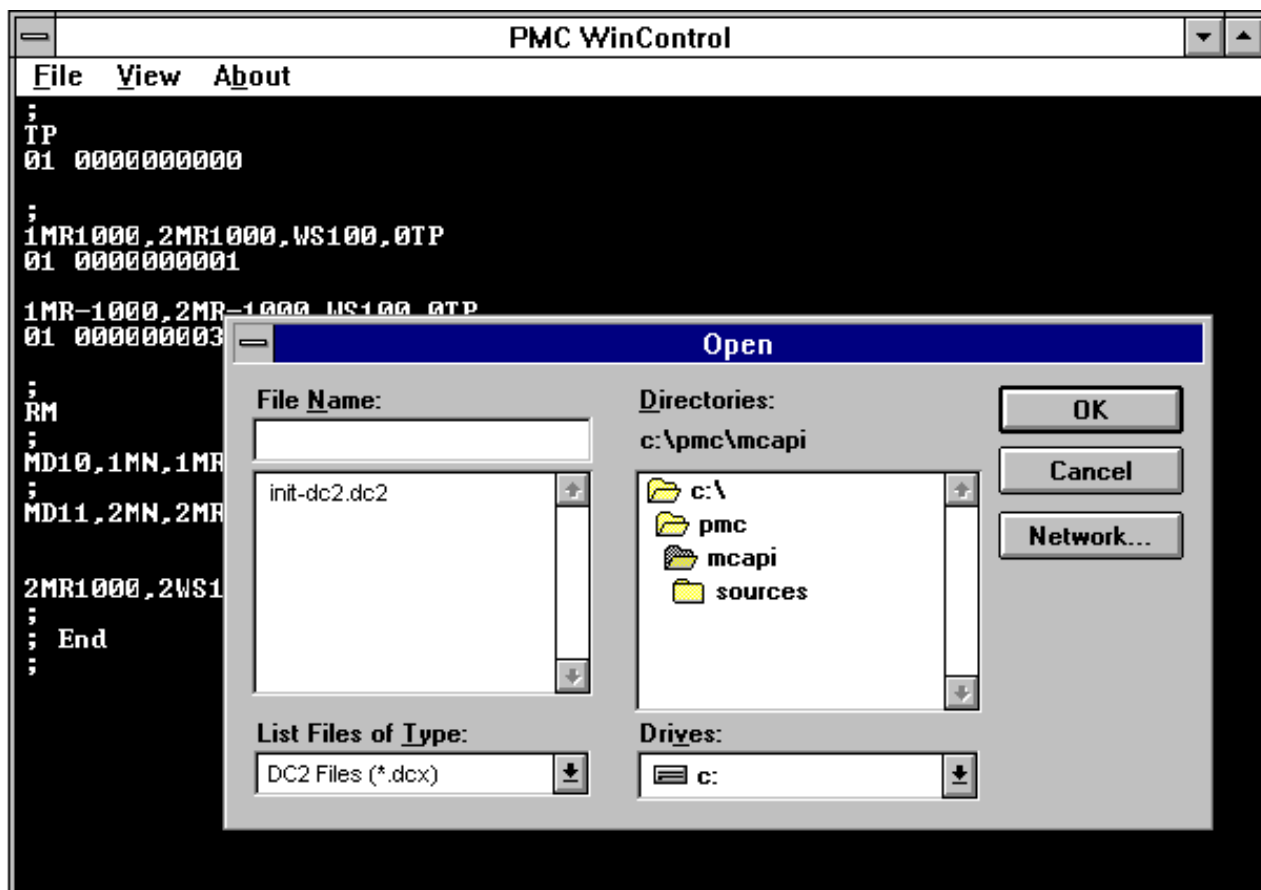 PMC WinControl
File View About
;
TP
01 0000000000
;
1MR1000,2MR1000,WS100,0TP
01 0000000001
1MR-1000,2MR-1000,WS100,0TP
01 000000003
;
RM
;
MD10,1MN,1MR
;
MD11,2MN,2MR
2MR1000,2WS1
;
; End
;
Open
File Name:
init-dc2.dc2
List Files of Type:
DC2 Files (*.dcx)
Directories:
c:\pmc\mcapi
c:\
pmc
mcapi
sources
Drives:
c:
OK
Cancel
Network...